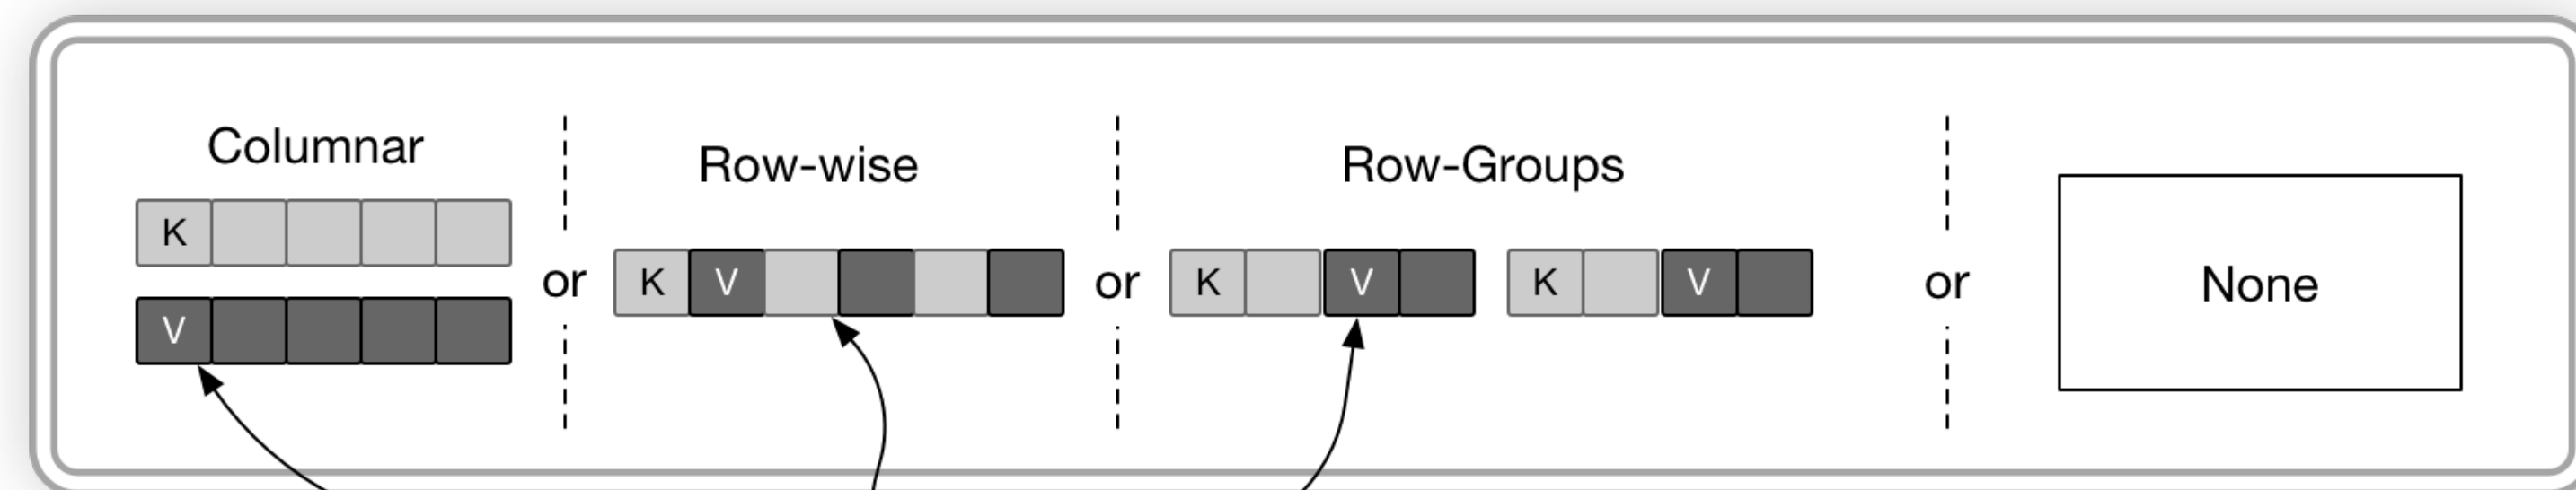 Columnar
K
V
or
Row-wise
K V
or
Row-Groups
K V K V
or
None